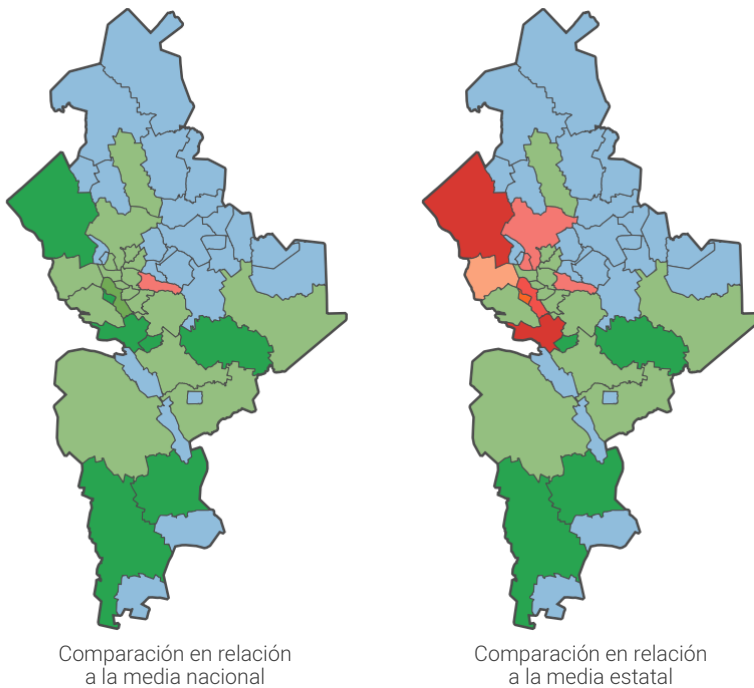 Comparación en relación
a la media nacional
Comparación en relación
a la media estatal